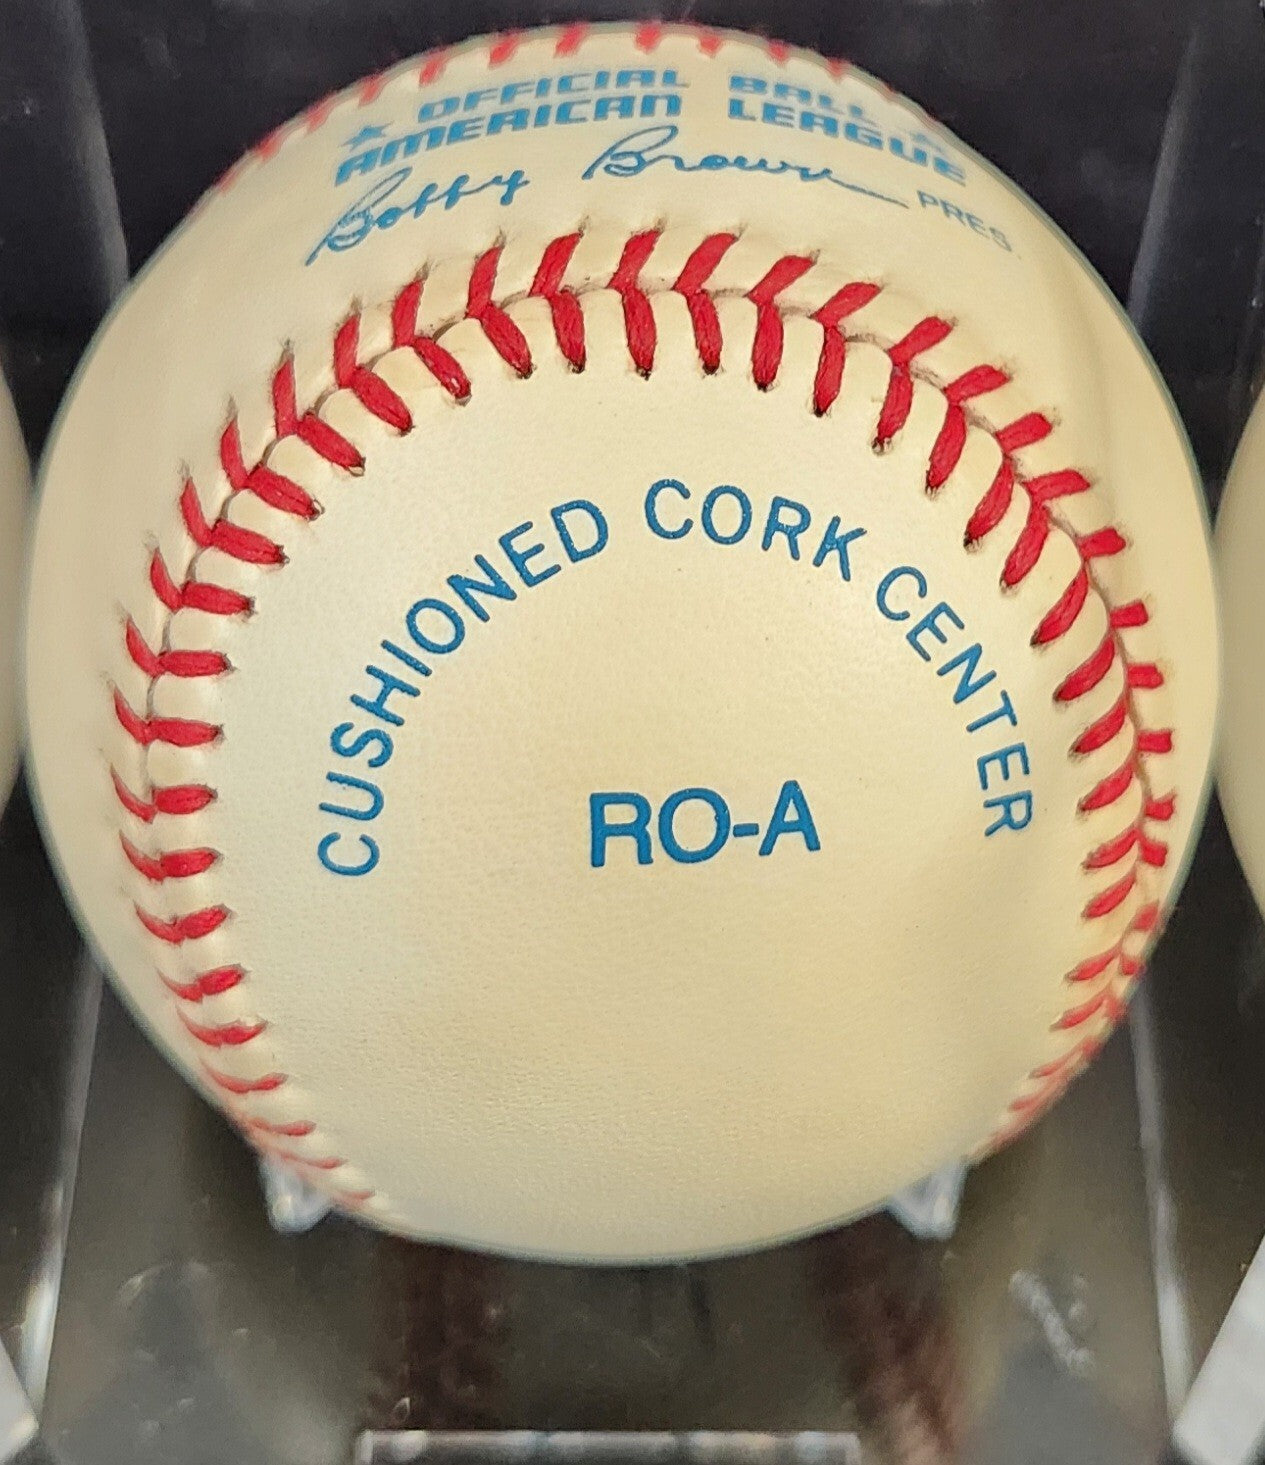 ★ OFFICIAL BALL ★
AMERICAN LEAGUE
Bobby Brown PRES
CUSHIONED CORK CENTER
RO-A